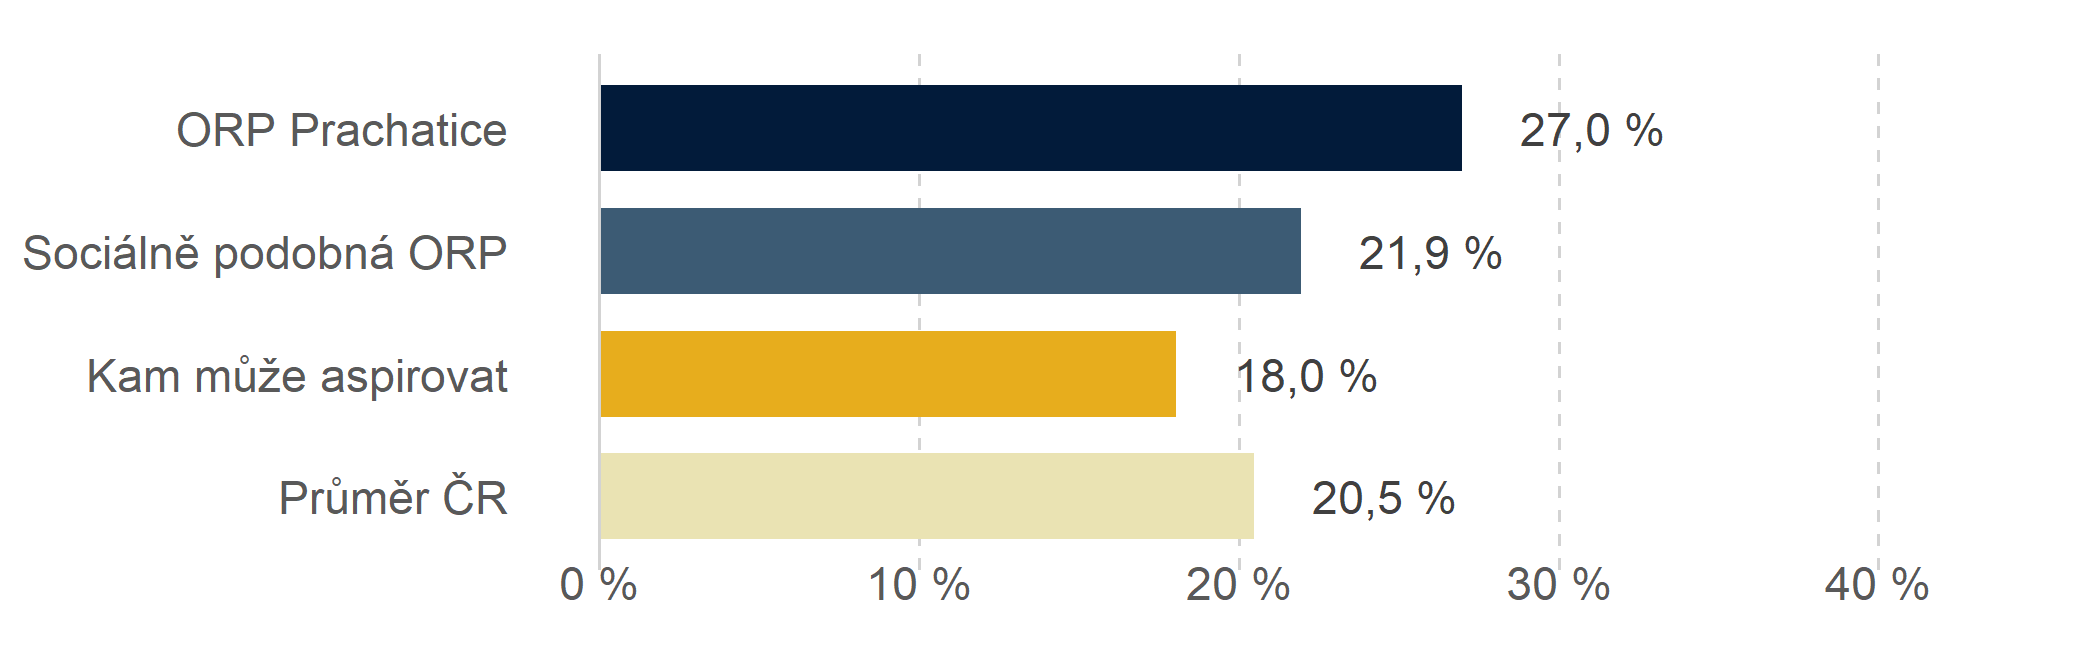 ORP Prachatice 27,0 %
Sociálně podobná ORP 21,9 %
Kam může aspirovat 18,0 %
Průměr ČR 20,5 %
0 % 10 % 20 % 30 % 40 %